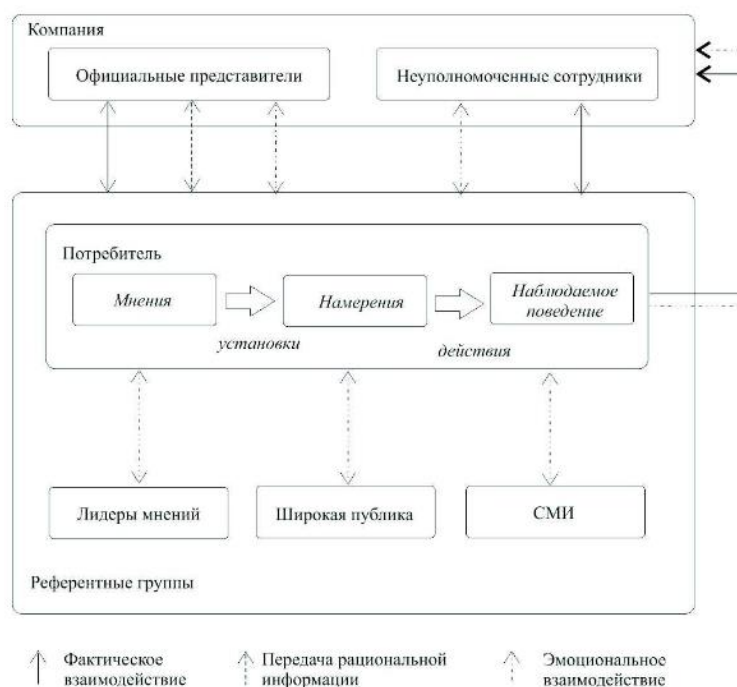 Компания
Официальные представители
Неуполномоченные сотрудники
Потребитель
Мнения
Намерения
Наблюдаемое
поведение
установки
действия
Лидеры мнений
Широкая публика
СМИ
Референтные группы
Фактическое
взаимодействие
Передача рациональной
информации
Эмоциональное
взаимодействие